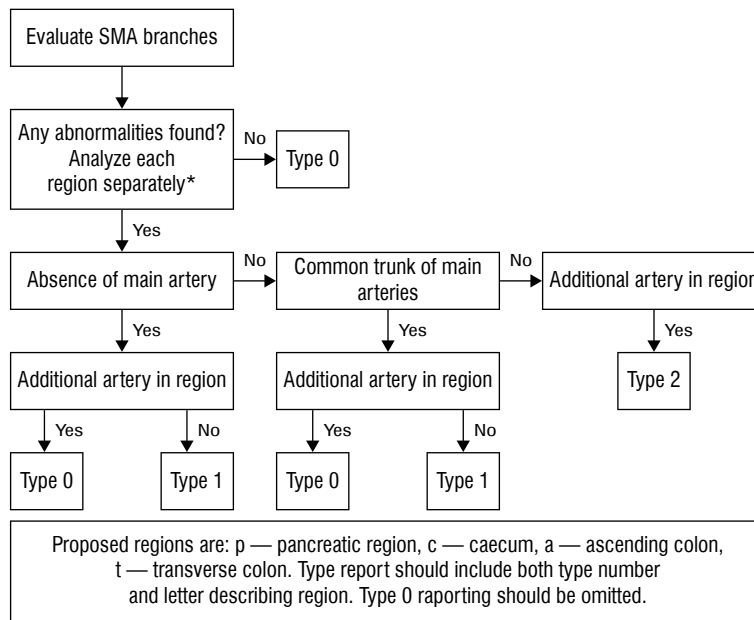 Evaluate SMA branches
Any abnormalities found?
Analyze each
region separately*
No
Type 0
Yes
Absence of main artery
No
Common trunk of main
arteries
No
Additional artery in region
Yes
Yes
Yes
Additional artery in region
Additional artery in region
Type 2
Yes
No
Yes
No
Type 0
Type 1
Type 0
Type 1
Proposed regions are: p — pancreatic region, c — caecum, a — ascending colon,
t — transverse colon. Type report should include both type number
and letter describing region. Type 0 reporting should be omitted.